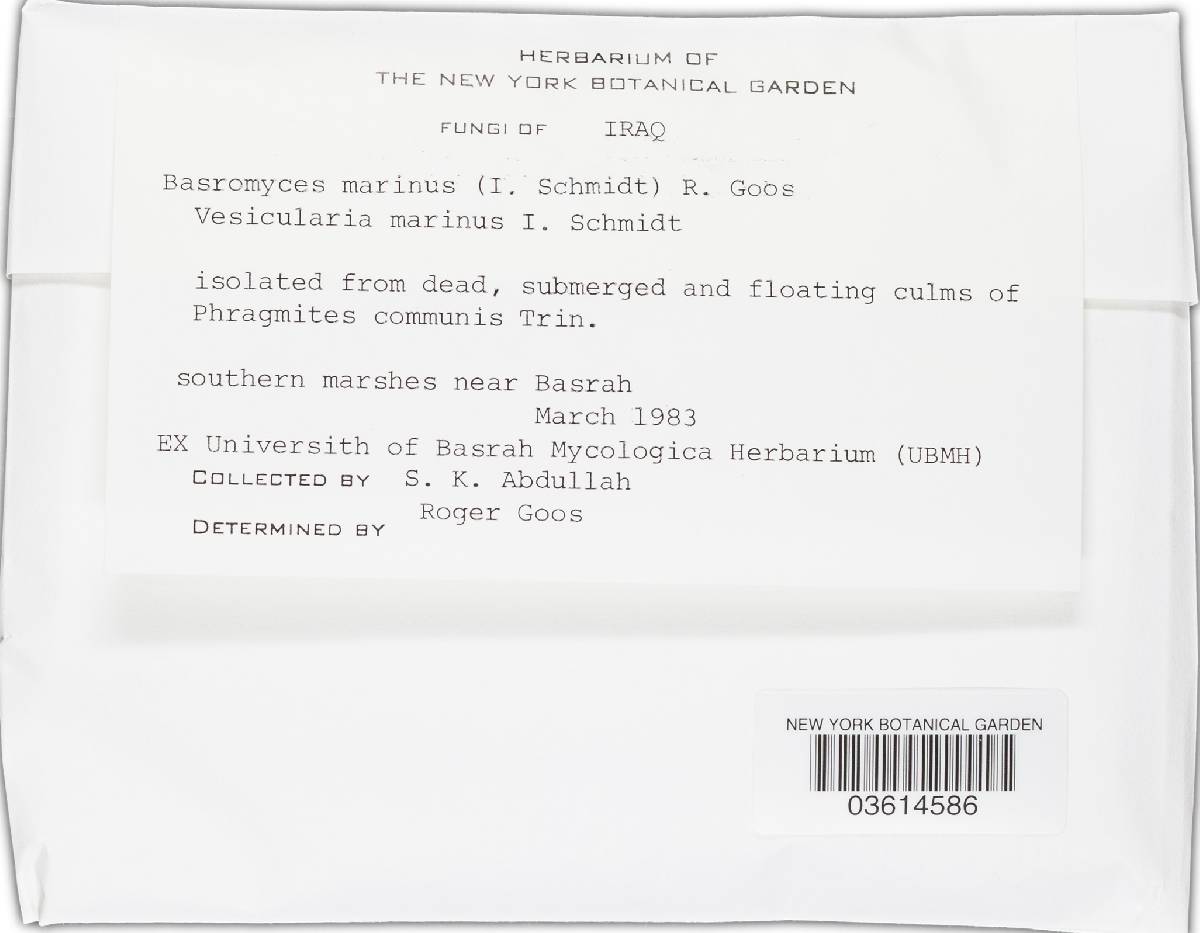 HERBARIUM OF
THE NEW YORK BOTANICAL GARDEN
FUNGI OF IRAQ
Basromyces marinus (I. Schmidt) R. Goos
Vesicularia marinus I. Schmidt
isolated from dead, submerged and floating culms of
Phragmites communis Trin.
southern marshes near Basrah
March 1983
EX Universith of Basrah Mycologica Herbarium (UBMH)
COLLECTED BY S. K. Abdullah
Roger Goos
DETERMINED BY
NEW YORK BOTANICAL GARDEN
03614586